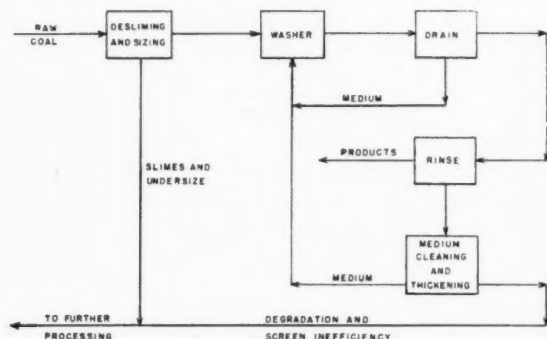 RAW
COAL
DESLIMING
AND SIZING
WASHER
DRAIN
MEDIUM
SLIMES AND
UNDERSIZE
PRODUCTS
RINSE
MEDIUM
CLEANING
AND
THICKENING
MEDIUM
TO FURTHER
PROCESSING
DEGRADATION AND
SCREEN INEFFICIENCY